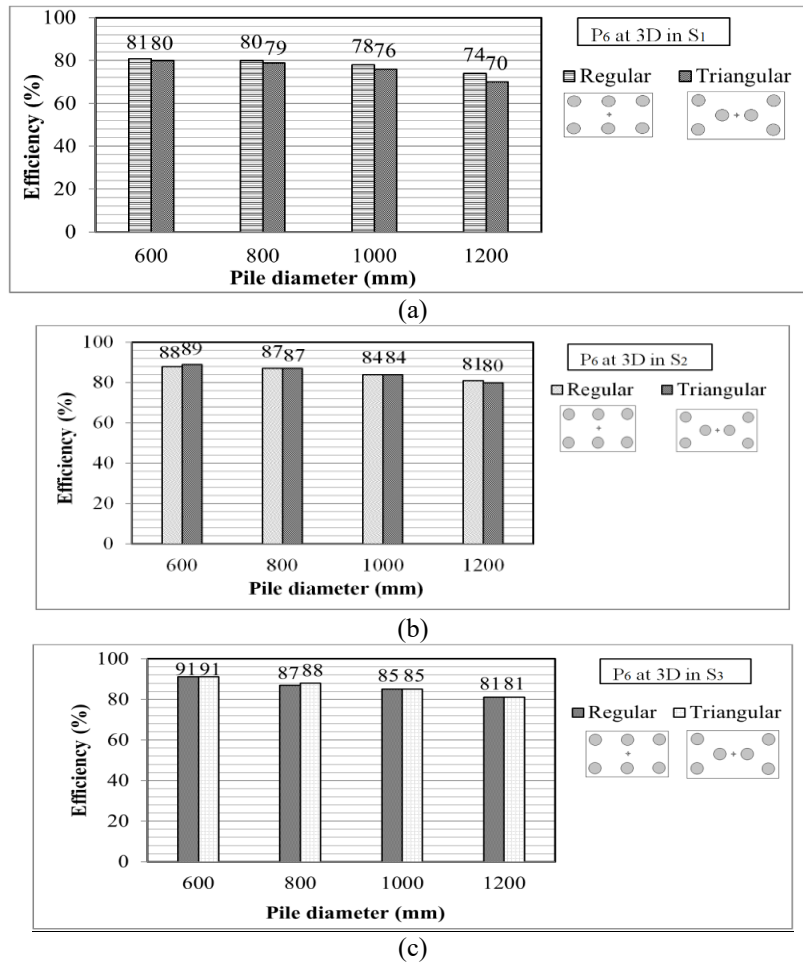 100
80
60
40
20
0
Efficiency (%)
81 80
80 79
78 76
74 70
600 800 1000 1200
Pile diameter (mm)
P6 at 3D in S1
Regular Triangular
+ +
(a)
100
80
60
40
20
0
Efficiency (%)
88 89
87 87
84 84
81 80
600 800 1000 1200
Pile diameter (mm)
P6 at 3D in S2
Regular Triangular
+ +
(b)
100
80
60
40
20
0
Efficiency (%)
91 91
87 88
85 85
81 81
600 800 1000 1200
Pile diameter (mm)
P6 at 3D in S3
Regular Triangular
+ +
(c)